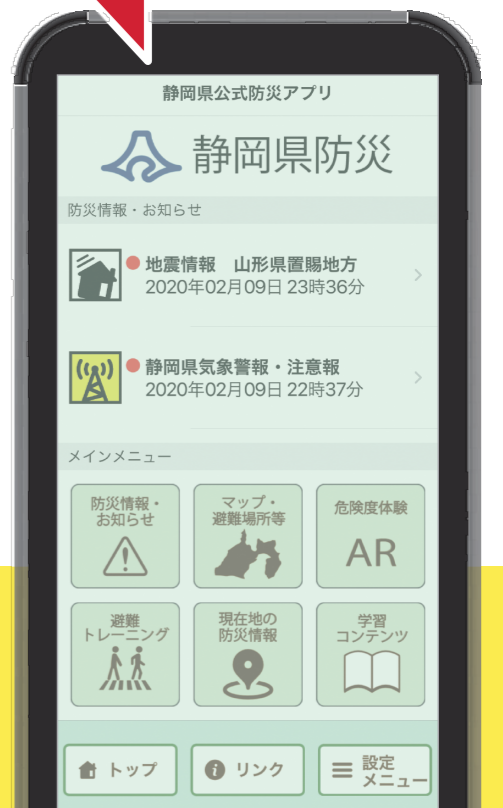 静岡県公式防災アプリ
静岡県防災
防災情報・お知らせ
地震情報　山形県置賜地方
2020年02月09日 23時36分
静岡県気象警報・注意報
2020年02月09日 22時37分
メインメニュー
防災情報・
お知らせ
マップ・
避難場所等
危険度体験
AR
避難
トレーニング
現在地の
防災情報
学習
コンテンツ
トップ
リンク
設定
メニュー